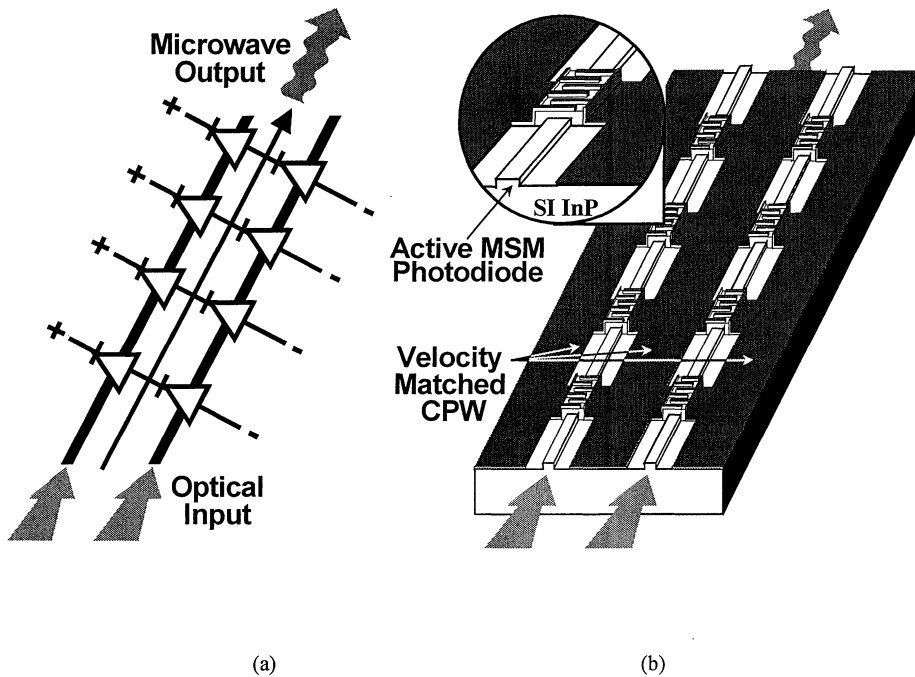 Microwave
Output
+
-
+
-
+
-
+
-
Optical
Input
(a)
SI InP
Active MSM
Photodiode
Velocity
Matched
CPW
(b)